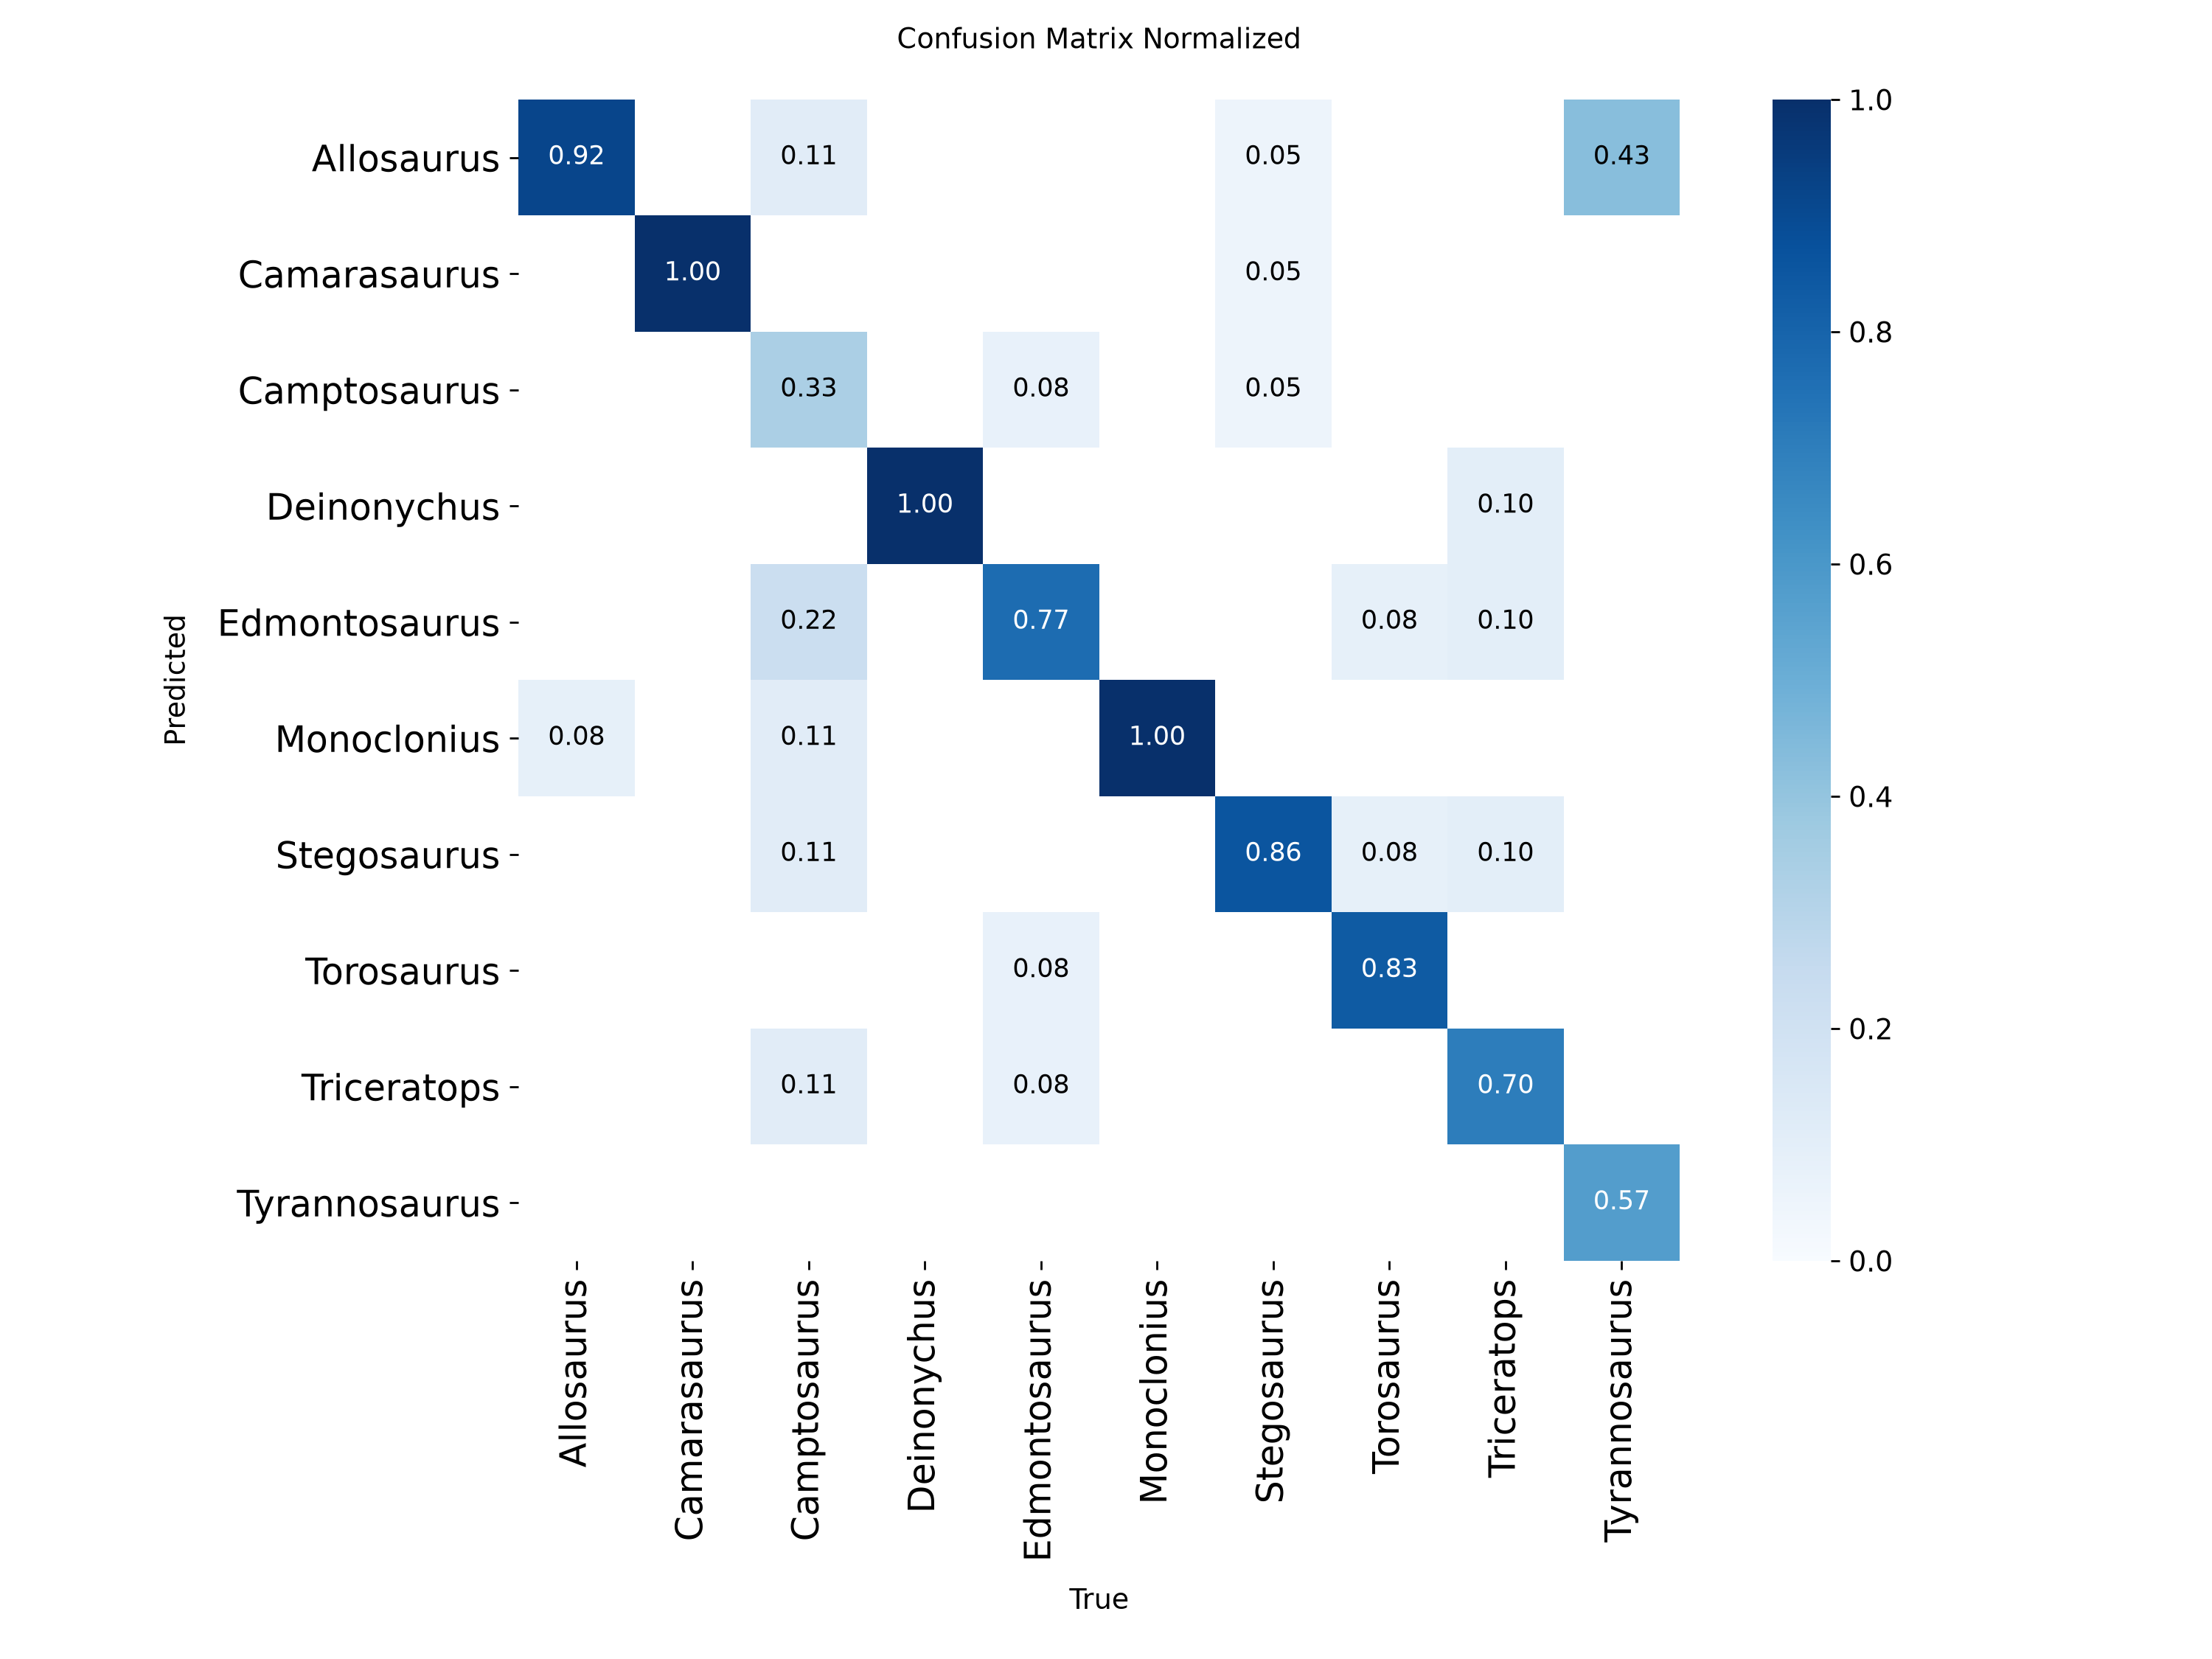 Confusion Matrix Normalized
Allosaurus 0.92 0.11 0.05 0.43
Camarasaurus 1.00 0.05
Camptosaurus 0.33 0.08 0.05
Deinonychus 1.00 0.10
Edmontosaurus 0.22 0.77 0.08 0.10
Monoclonius 0.08 0.11 1.00
Stegosaurus 0.11 0.86 0.08 0.10
Torosaurus 0.08 0.83
Triceratops 0.11 0.08 0.70
Tyrannosaurus 0.57
Predicted
Allosaurus
Camarasaurus
Camptosaurus
Deinonychus
Edmontosaurus
Monoclonius
Stegosaurus
Torosaurus
Triceratops
Tyrannosaurus
True
1.0
0.8
0.6
0.4
0.2
0.0